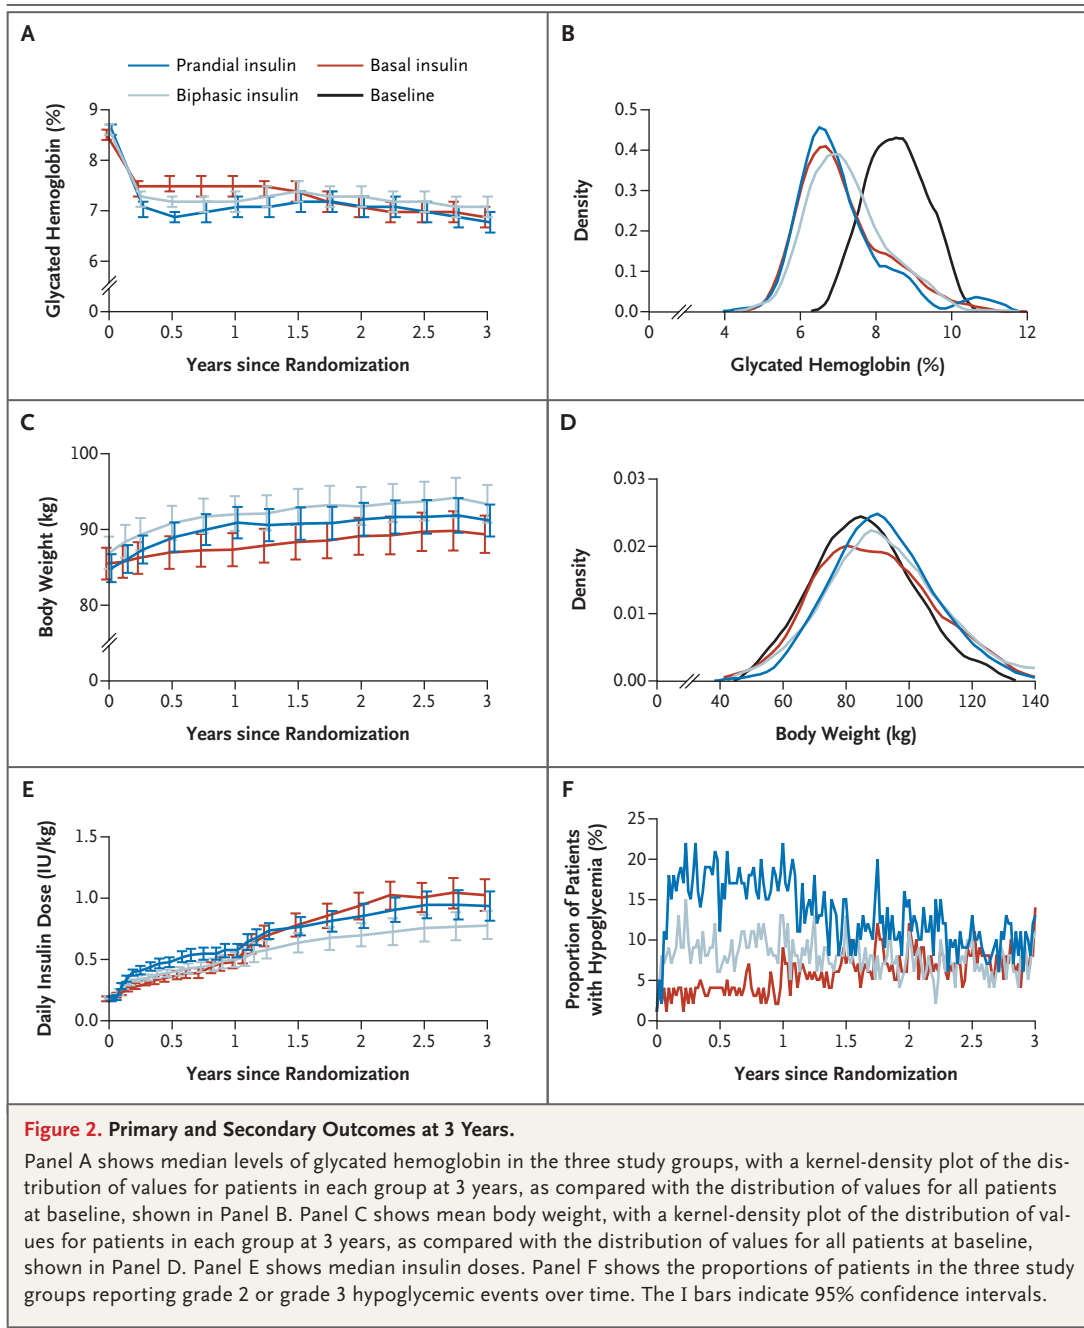 A
Prandial insulin
Basal insulin
Biphasic insulin
Baseline
Glycated Hemoglobin (%)
9
8
7
6
0
0
0.5
1
1.5
2
2.5
3
Years since Randomization
B
Density
0.5
0.4
0.3
0.2
0.1
0.0
0
4
6
8
10
12
Glycated Hemoglobin (%)
C
Body Weight (kg)
100
90
80
0
0
0.5
1
1.5
2
2.5
3
Years since Randomization
D
Density
0.03
0.02
0.01
0.00
0
40
60
80
100
120
140
Body Weight (kg)
E
Daily Insulin Dose (IU/kg)
1.5
1.0
0.5
0.0
0
0.5
1
1.5
2
2.5
3
Years since Randomization
F
Proportion of Patients
with Hypoglycemia (%)
25
20
15
10
5
0
0
0.5
1
1.5
2
2.5
3
Years since Randomization
Figure 2. Primary and Secondary Outcomes at 3 Years.
Panel A shows median levels of glycated hemoglobin in the three study groups, with a kernel-density plot of the dis-
tribution of values for patients in each group at 3 years, as compared with the distribution of values for all patients
at baseline, shown in Panel B. Panel C shows mean body weight, with a kernel-density plot of the distribution of val-
ues for patients in each group at 3 years, as compared with the distribution of values for all patients at baseline,
shown in Panel D. Panel E shows median insulin doses. Panel F shows the proportions of patients in the three study
groups reporting grade 2 or grade 3 hypoglycemic events over time. The I bars indicate 95% confidence intervals.